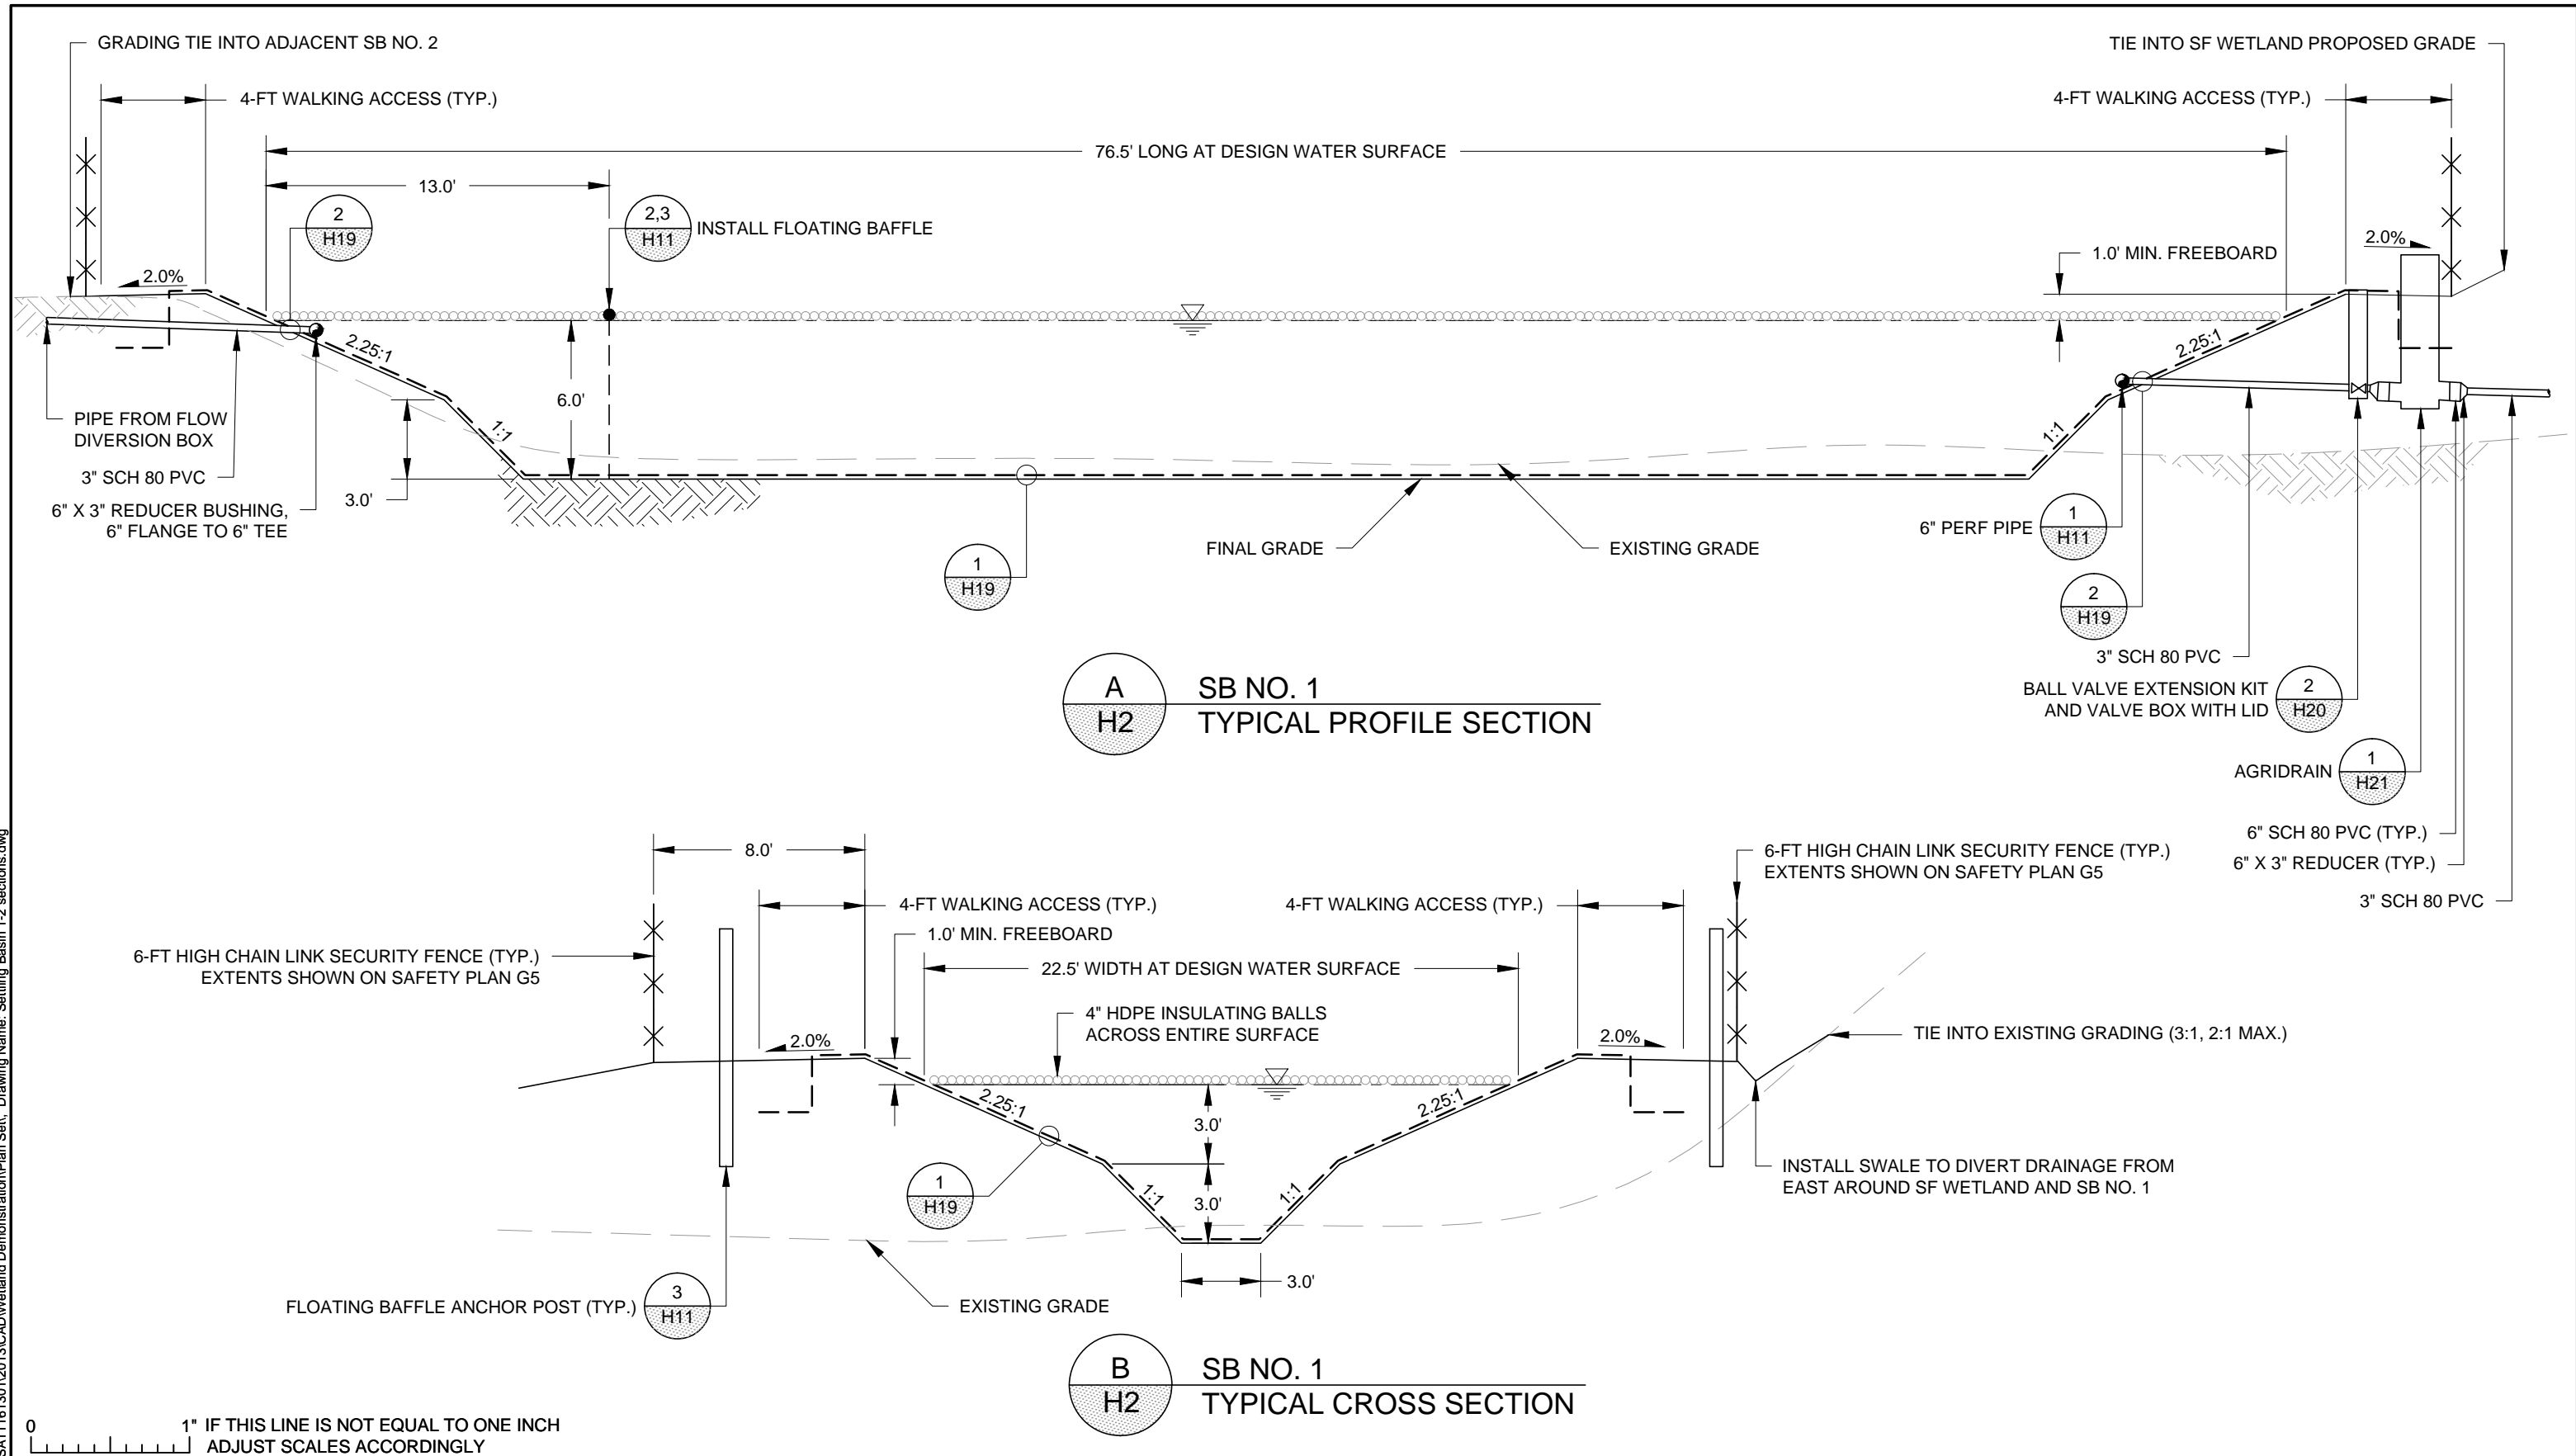 GRADING TIE INTO ADJACENT SB NO. 2
TIE INTO SF WETLAND PROPOSED GRADE
4-FT WALKING ACCESS (TYP.)
4-FT WALKING ACCESS (TYP.)
76.5' LONG AT DESIGN WATER SURFACE
13.0'
2
H19
2,3
H11
INSTALL FLOATING BAFFLE
2.0%
1.0' MIN. FREEBOARD
2.0%
2.25:1
2.25:1
6.0'
PIPE FROM FLOW
DIVERSION BOX
1:1
1:1
3" SCH 80 PVC
3.0'
6" X 3" REDUCER BUSHING,
6" FLANGE TO 6" TEE
1
H19
FINAL GRADE
EXISTING GRADE
6" PERF PIPE
1
H11
2
H19
3" SCH 80 PVC
BALL VALVE EXTENSION KIT
AND VALVE BOX WITH LID
2
H20
A
H2
SB NO. 1
TYPICAL PROFILE SECTION
AGRIDRAIN
1
H21
6" SCH 80 PVC (TYP.)
6" X 3" REDUCER (TYP.)
3" SCH 80 PVC
8.0'
6-FT HIGH CHAIN LINK SECURITY FENCE (TYP.)
EXTENTS SHOWN ON SAFETY PLAN G5
4-FT WALKING ACCESS (TYP.)
4-FT WALKING ACCESS (TYP.)
1.0' MIN. FREEBOARD
6-FT HIGH CHAIN LINK SECURITY FENCE (TYP.)
EXTENTS SHOWN ON SAFETY PLAN G5
22.5' WIDTH AT DESIGN WATER SURFACE
4" HDPE INSULATING BALLS
ACROSS ENTIRE SURFACE
2.0%
2.0%
TIE INTO EXISTING GRADING (3:1, 2:1 MAX.)
2.25:1
2.25:1
3.0'
1
H19
1:1
1:1
3.0'
INSTALL SWALE TO DIVERT DRAINAGE FROM
EAST AROUND SF WETLAND AND SB NO. 1
3.0'
FLOATING BAFFLE ANCHOR POST (TYP.)
3
H11
EXISTING GRADE
B
H2
SB NO. 1
TYPICAL CROSS SECTION
0
1"
IF THIS LINE IS NOT EQUAL TO ONE INCH
ADJUST SCALES ACCORDINGLY
Demonstration\Plan Set, Drawing Name: Settling Basin 1-2 sections.dwg